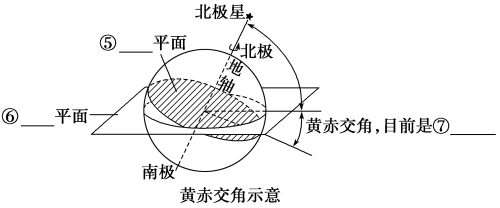 北极星
⑤____平面
北极
地轴
⑥____平面
黄赤交角,目前是⑦____
南极
黄赤交角示意